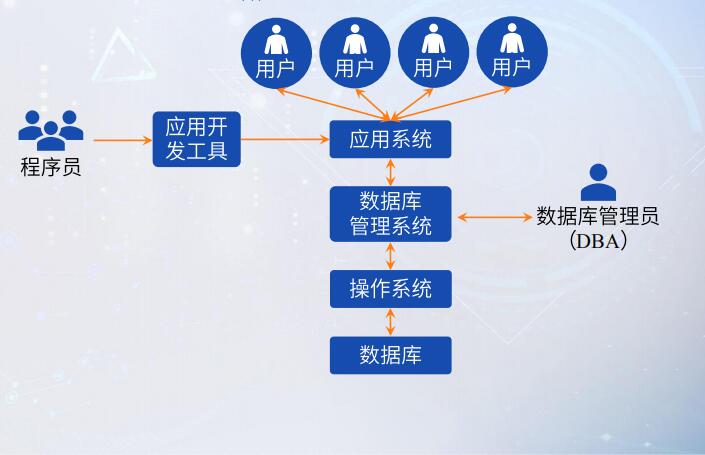 用户
用户
用户
用户
应用开
发工具
应用系统
程序员
数据库
管理系统
数据库管理员
（DBA）
操作系统
数据库